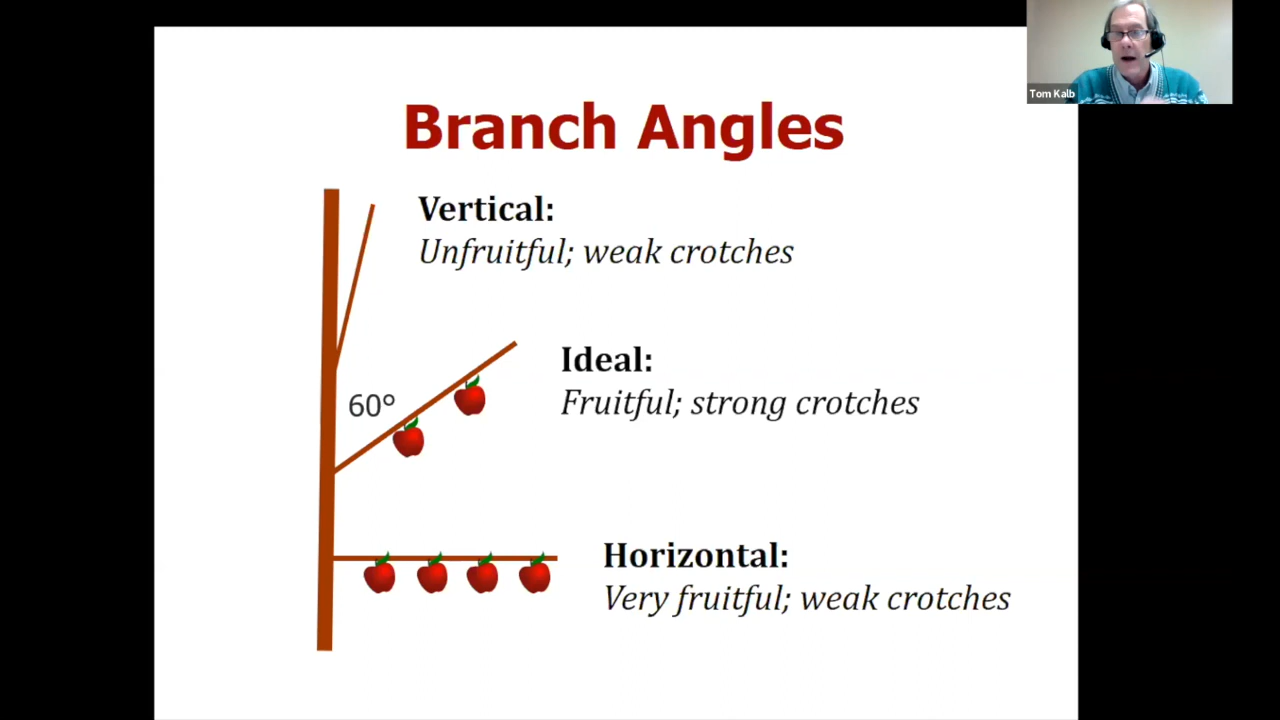 Tom Kalb
Branch Angles
Vertical:
Unfruitful; weak crotches
Ideal:
60°
Fruitful; strong crotches
Horizontal:
Very fruitful; weak crotches